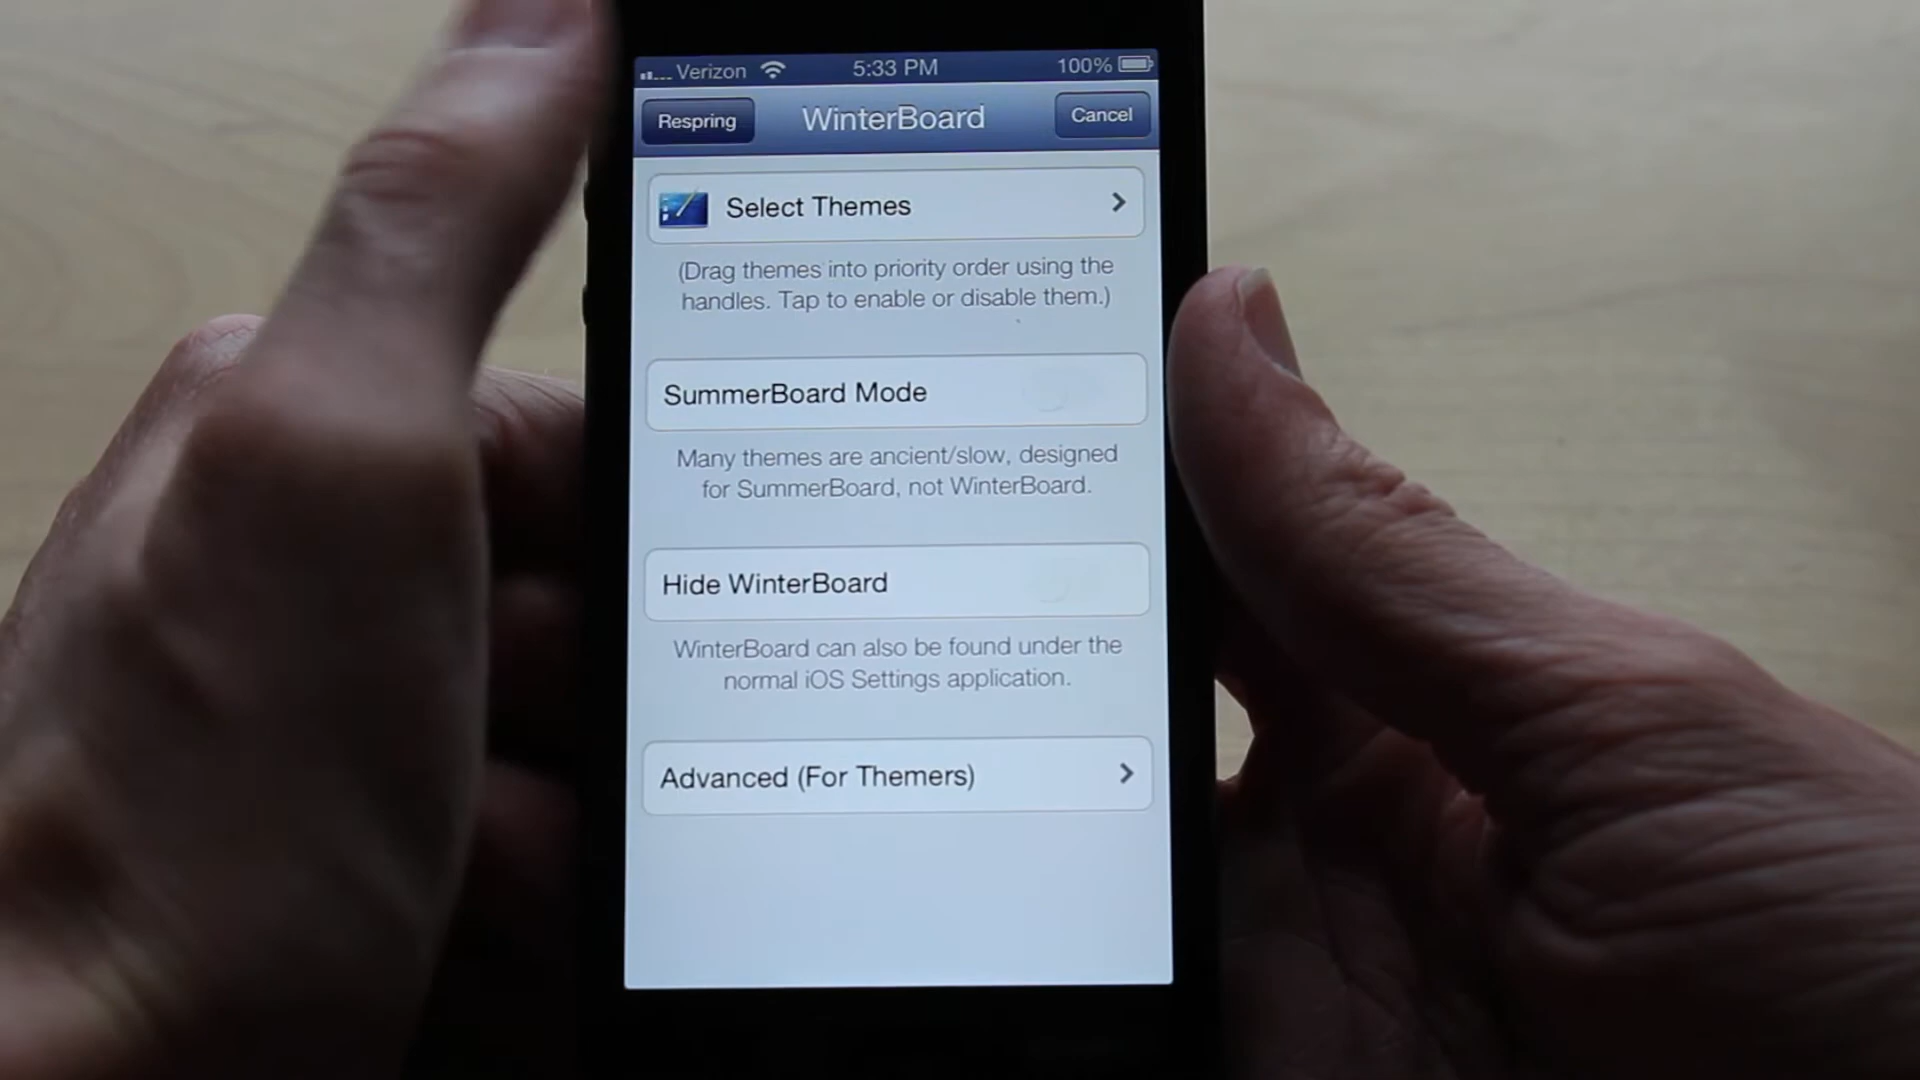 Verizon 5:33 PM 100%
Respring WinterBoard Cancel
Select Themes
(Drag themes into priority order using the
handles. Tap to enable or disable them.)
SummerBoard Mode
Many themes are ancient/slow, designed
for SummerBoard, not WinterBoard.
Hide WinterBoard
WinterBoard can also be found under the
normal iOS Settings application.
Advanced (For Themers)